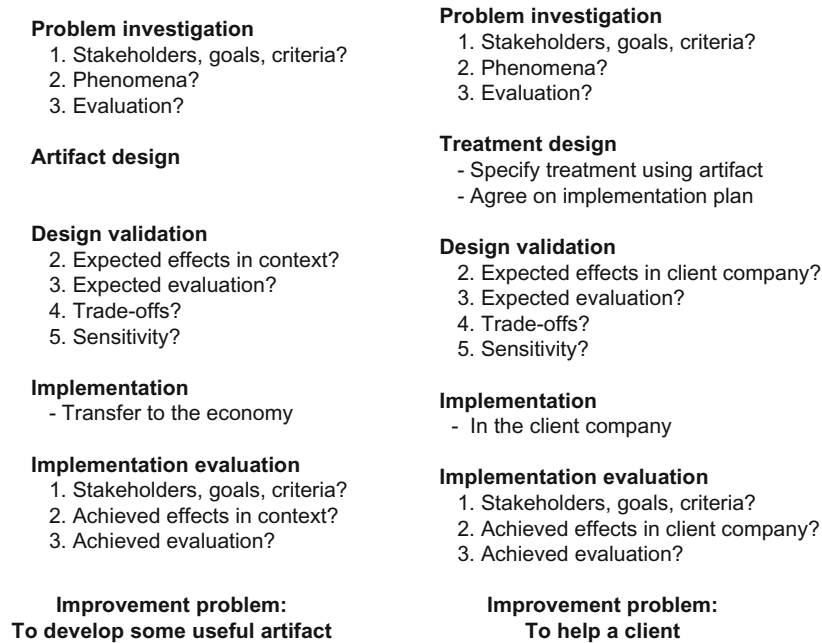 Problem investigation
1. Stakeholders, goals, criteria?
2. Phenomena?
3. Evaluation?
Artifact design
Design validation
2. Expected effects in context?
3. Expected evaluation?
4. Trade-offs?
5. Sensitivity?
Implementation
- Transfer to the economy
Implementation evaluation
1. Stakeholders, goals, criteria?
2. Achieved effects in context?
3. Achieved evaluation?
Improvement problem:
To develop some useful artifact
Problem investigation
1. Stakeholders, goals, criteria?
2. Phenomena?
3. Evaluation?
Treatment design
- Specify treatment using artifact
- Agree on implementation plan
Design validation
2. Expected effects in client company?
3. Expected evaluation?
4. Trade-offs?
5. Sensitivity?
Implementation
- In the client company
Implementation evaluation
1. Stakeholders, goals, criteria?
2. Achieved effects in client company?
3. Achieved evaluation?
Improvement problem:
To help a client